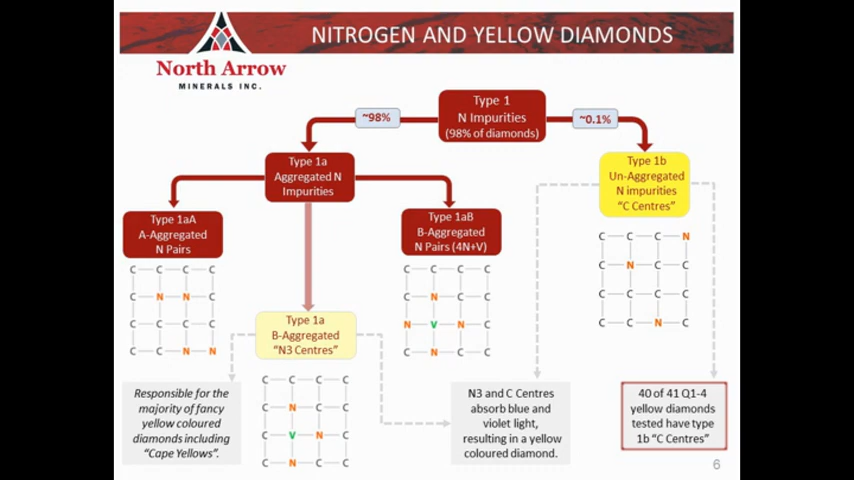 NITROGEN AND YELLOW DIAMONDS
North Arrow
MINERALS INC.
Type 1
N Impurities
(98% of diamonds)
~98%
~0.1%
Type 1a
Aggregated N
Impurities
Type 1b
Un-Aggregated
N impurities
“C Centres”
Type 1aA
A-Aggregated
N Pairs
Type 1aB
B-Aggregated
N Pairs (4N+V)
C C C C
C N N C
C C C C
C C N N
C C C C
C N C C
N V N C
C N C C
C C C N
C N C C
C C C C
C C N C
Type 1a
B-Aggregated
“N3 Centres”
C C C C
C N C C
C V N C
C N C C
Responsible for the
majority of fancy
yellow coloured
diamonds including
“Cape Yellows”.
N3 and C Centres
absorb blue and
violet light,
resulting in a yellow
coloured diamond.
40 of 41 Q1-4
yellow diamonds
tested have type
1b “C Centres”
6